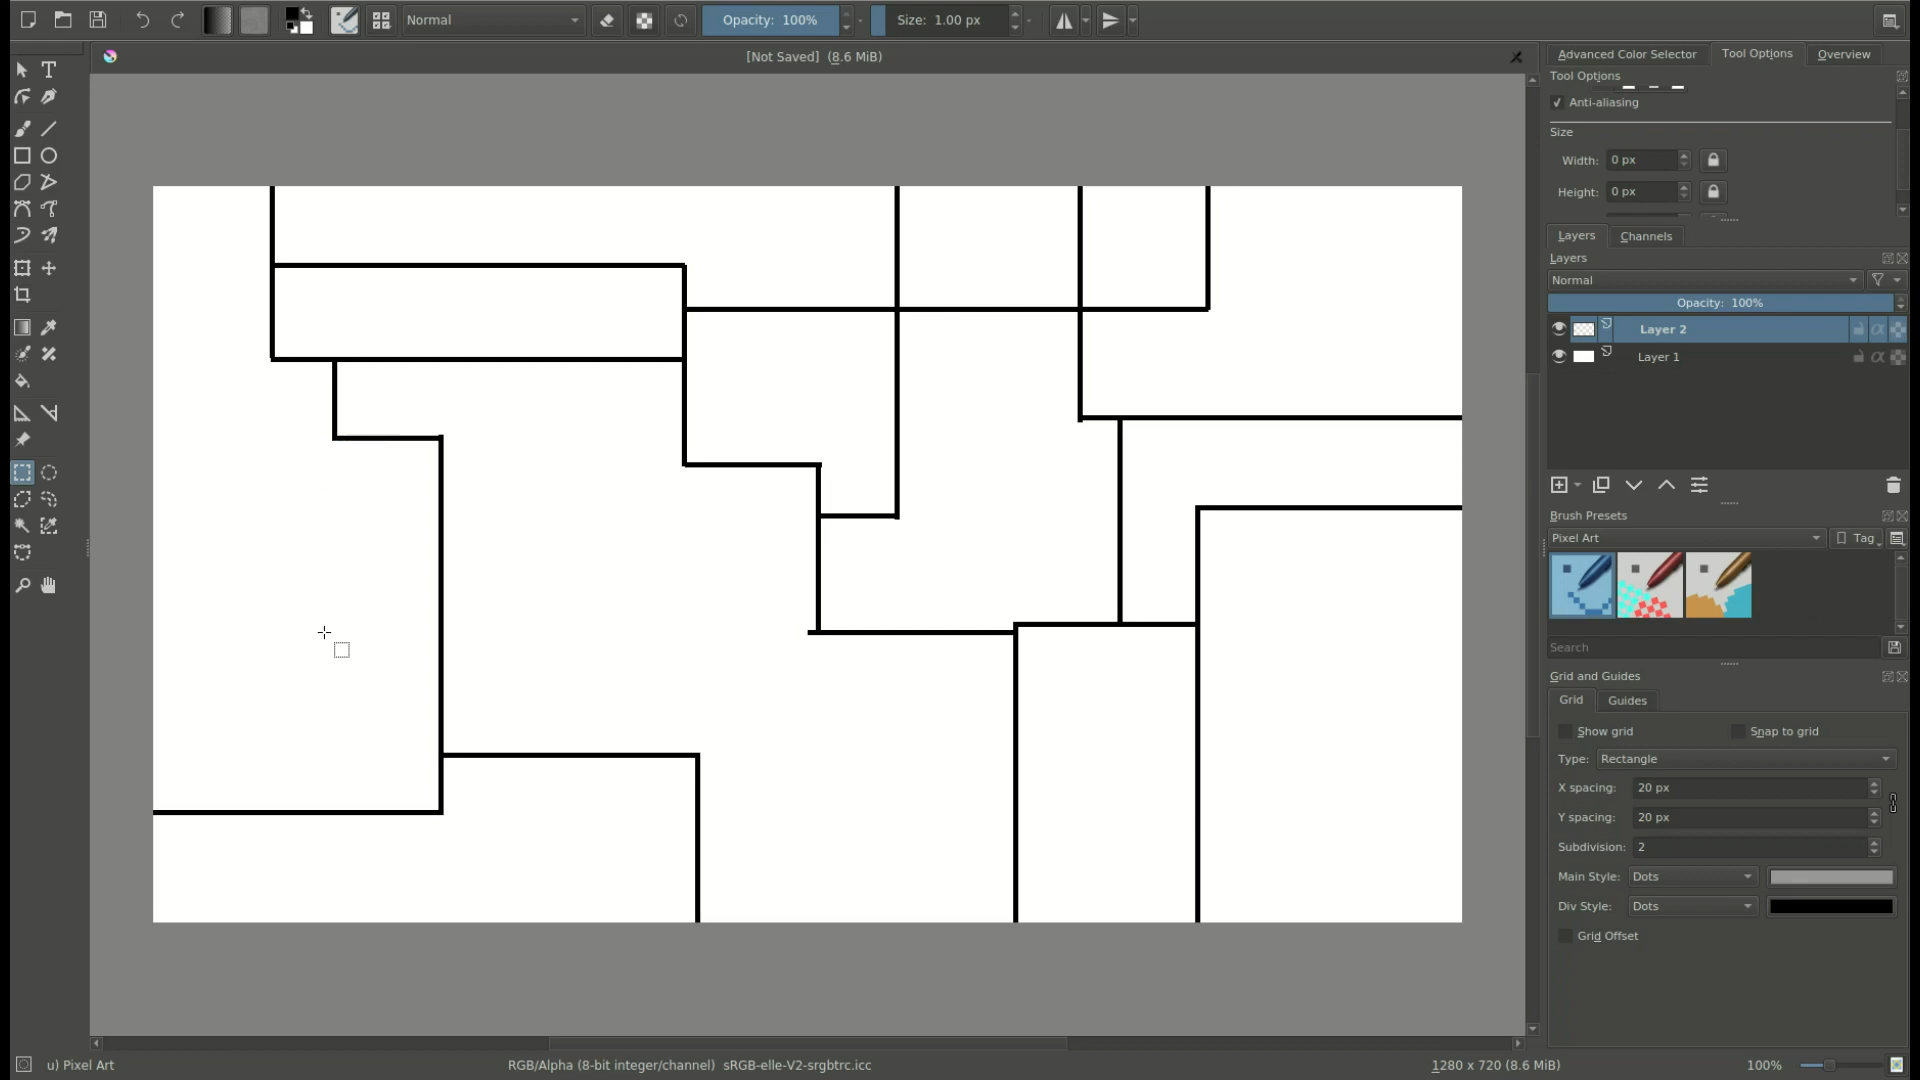 Normal
Opacity: 100%
Size: 1.00 px
[Not Saved] (8.6 MiB)
Advanced Color Selector
Tool Options
Overview
Tool Options
Anti-aliasing
Size
Width:
0 px
Height:
0 px
Layers
Channels
Layers
Normal
Opacity: 100%
Layer 2
Layer 1
Brush Presets
Pixel Art
Tag
Search
Grid and Guides
Grid
Guides
Show grid
Snap to grid
Type:
Rectangle
X spacing:
20 px
Y spacing:
20 px
Subdivision:
2
Main Style:
Dots
Div Style:
Dots
Grid Offset
u) Pixel Art
RGB/Alpha (8-bit integer/channel) sRGB-elle-V2-srgbtrc.icc
1280 x 720 (8.6 MiB)
100%